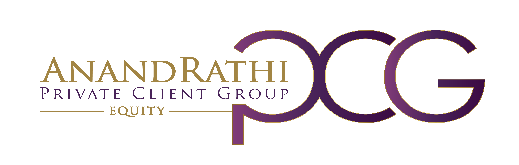 ANANDRATHI
PRIVATE CLIENT GROUP
EQUITY
PCG